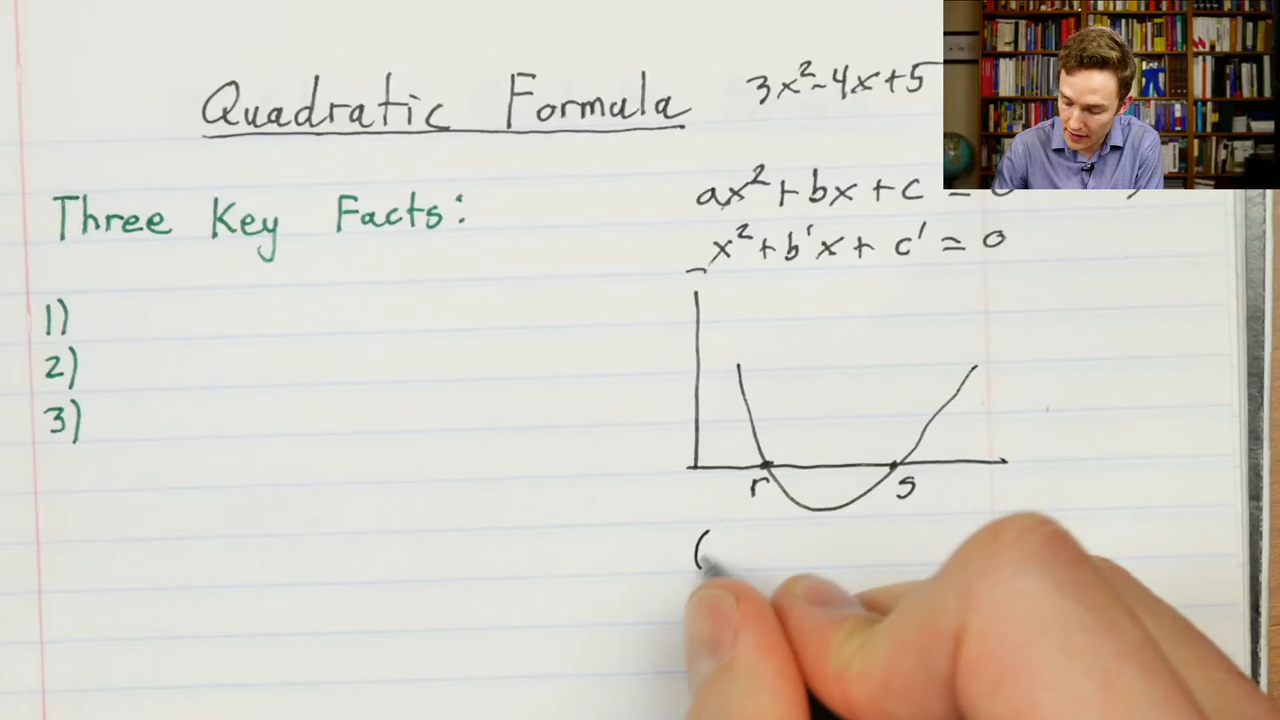 Quadratic Formula
3x²-4x+5
Three Key Facts:
ax²+bx+c =
x²+b'x+ c' = 0
1)
2)
3)
r
s
(